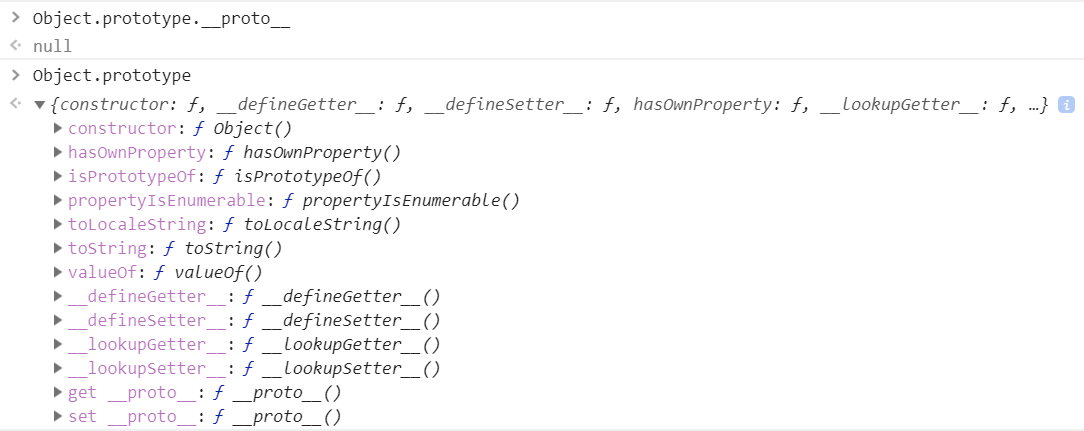 Object.prototype.__proto__
null
Object.prototype
{constructor: ƒ, __defineGetter__: ƒ, __defineSetter__: ƒ, hasOwnProperty: ƒ, __lookupGetter__: ƒ, …} i
constructor: ƒ Object()
hasOwnProperty: ƒ hasOwnProperty()
isPrototypeOf: ƒ isPrototypeOf()
propertyIsEnumerable: ƒ propertyIsEnumerable()
toLocaleString: ƒ toLocaleString()
toString: ƒ toString()
valueOf: ƒ valueOf()
__defineGetter__: ƒ __defineGetter__()
__defineSetter__: ƒ __defineSetter__()
__lookupGetter__: ƒ __lookupGetter__()
__lookupSetter__: ƒ __lookupSetter__()
get __proto__: ƒ __proto__()
set __proto__: ƒ __proto__()